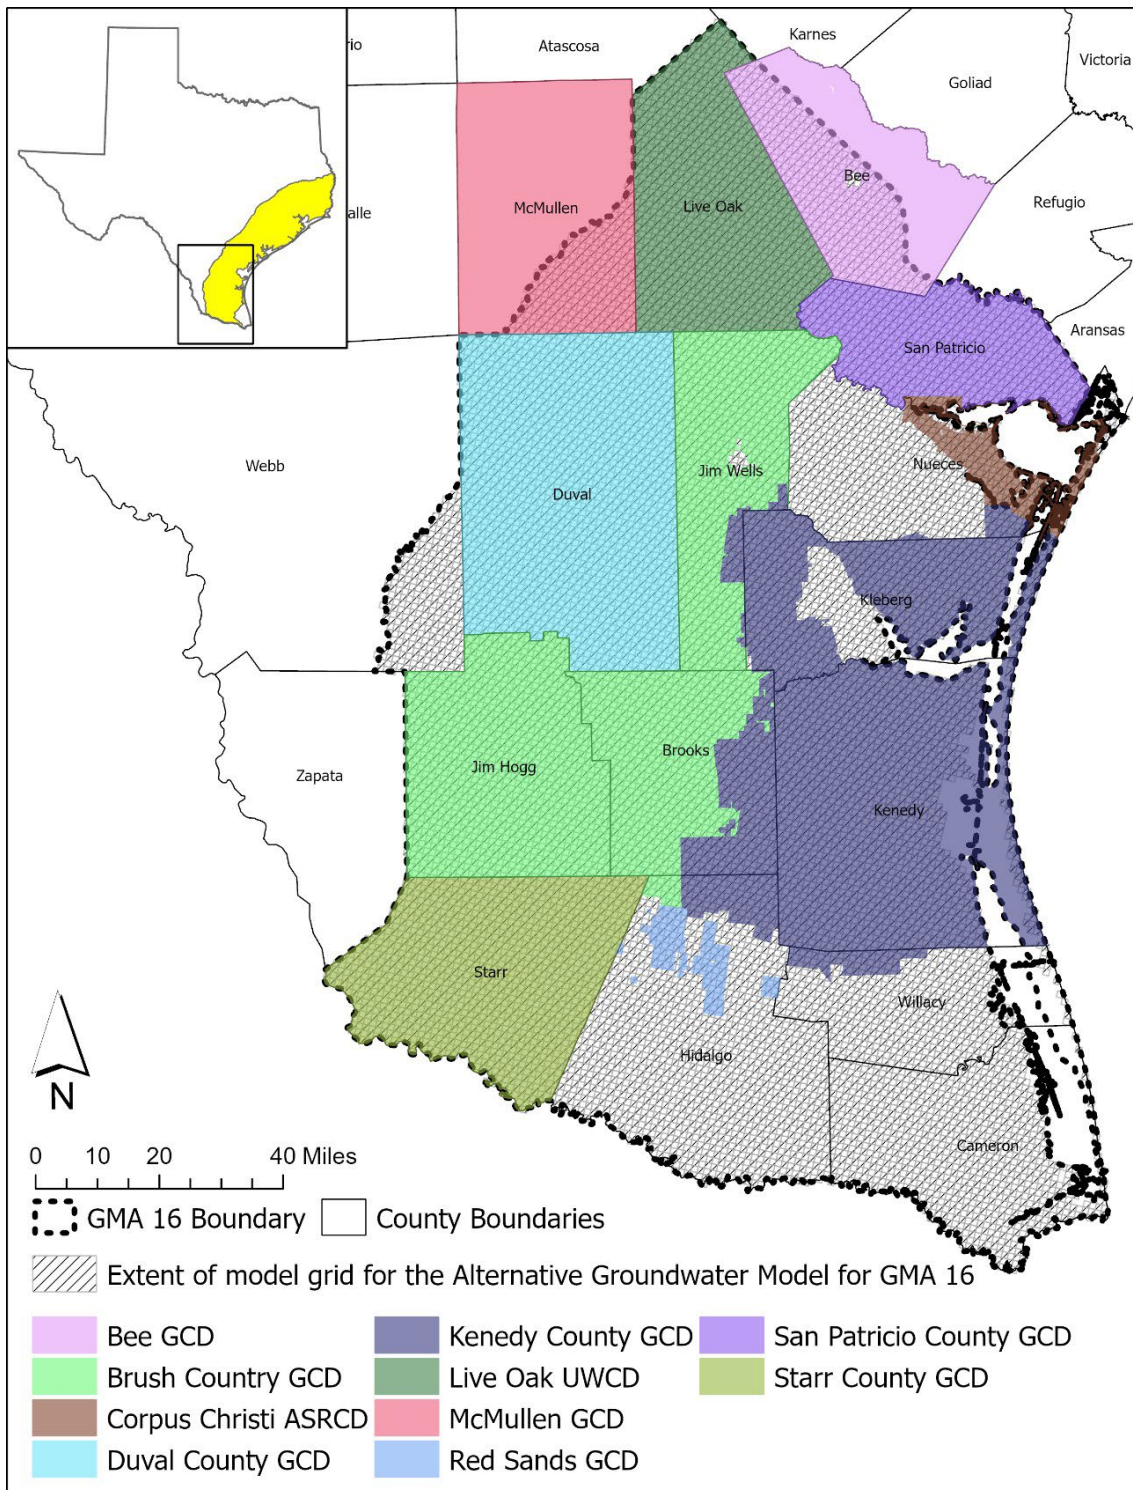 Karnes
Atascosa
rio
Victoria
Goliad
Bee
Refugio
alle
McMullen
Live Oak
Aransas
San Patricio
Webb
Nueces
Jim Wells
Duval
Kleberg
Brooks
Jim Hogg
Zapata
Kenedy
Starr
Willacy
Hidalgo
Cameron
N
0 10 20 40 Miles
GMA 16 Boundary County Boundaries
Extent of model grid for the Alternative Groundwater Model for GMA 16
Bee GCD Kenedy County GCD San Patricio County GCD
Brush Country GCD Live Oak UWCD Starr County GCD
Corpus Christi ASRCD McMullen GCD
Duval County GCD Red Sands GCD